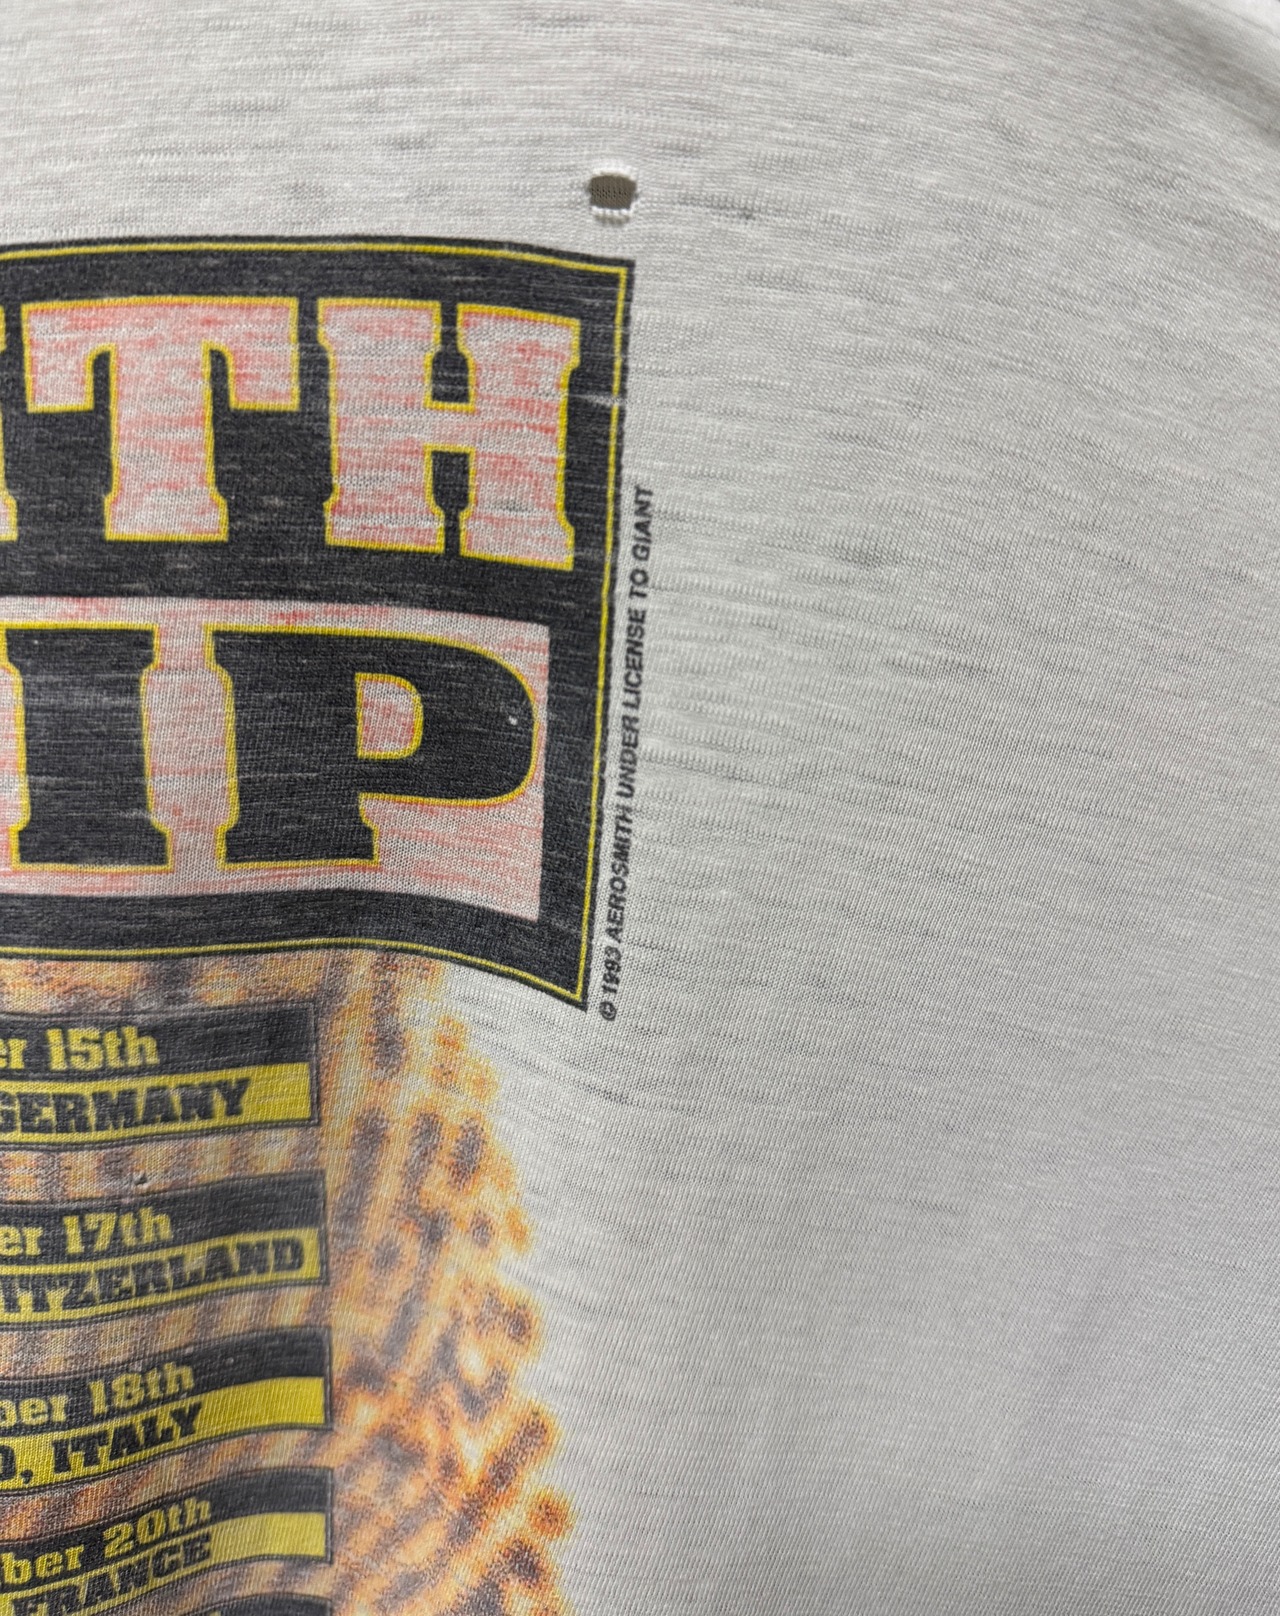 ITH
IP
© 1993 AEROSMITH UNDER LICENSE TO GIANT
er 15th
GERMANY
er 17th
ITZERLAND
ber 18th
O, ITALY
ber 20th
FRANCE